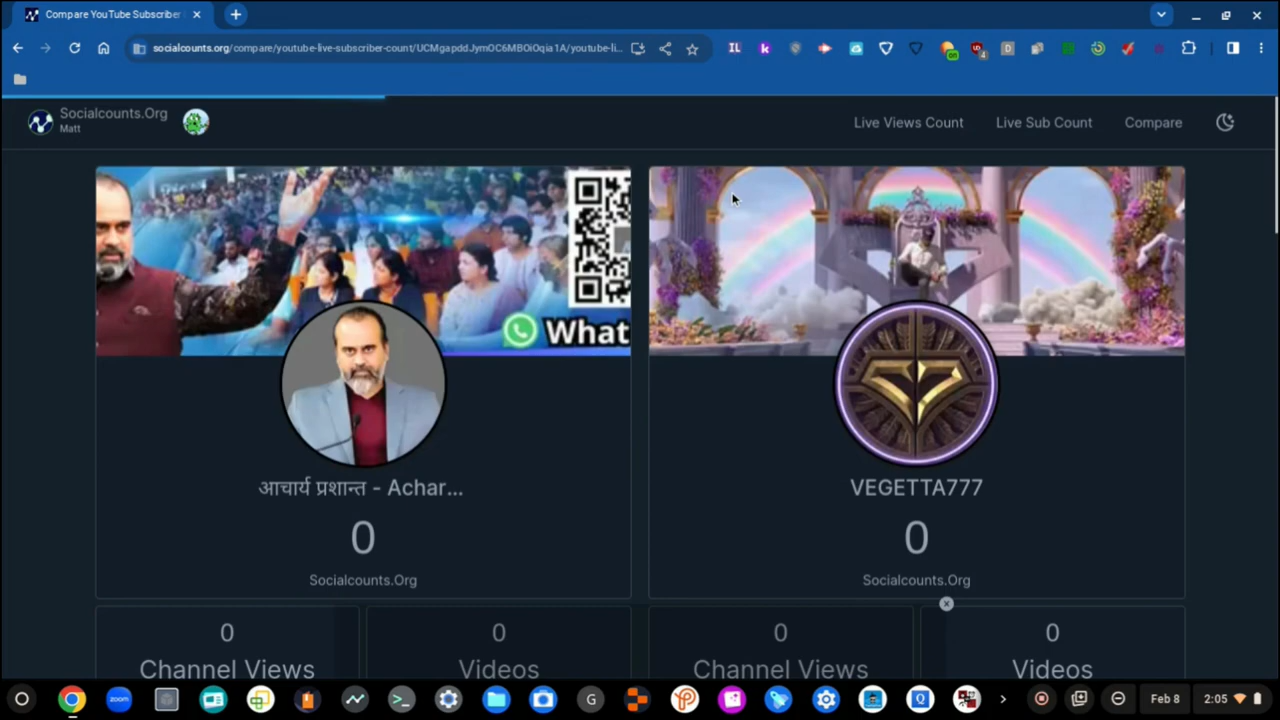 Compare YouTube Subscriber
socialcounts.org/compare/youtube-live-subscriber-count/UCMgapddJymOC6MBOiOqia1A/youtube-li...
Socialcounts.Org
Matt
Live Views Count
Live Sub Count
Compare
What
आचार्य प्रशान्त - Achar...
0
Socialcounts.Org
VEGETTA777
0
Socialcounts.Org
0
Channel Views
0
Videos
0
Channel Views
0
Videos
zoom
Feb 8
2:05